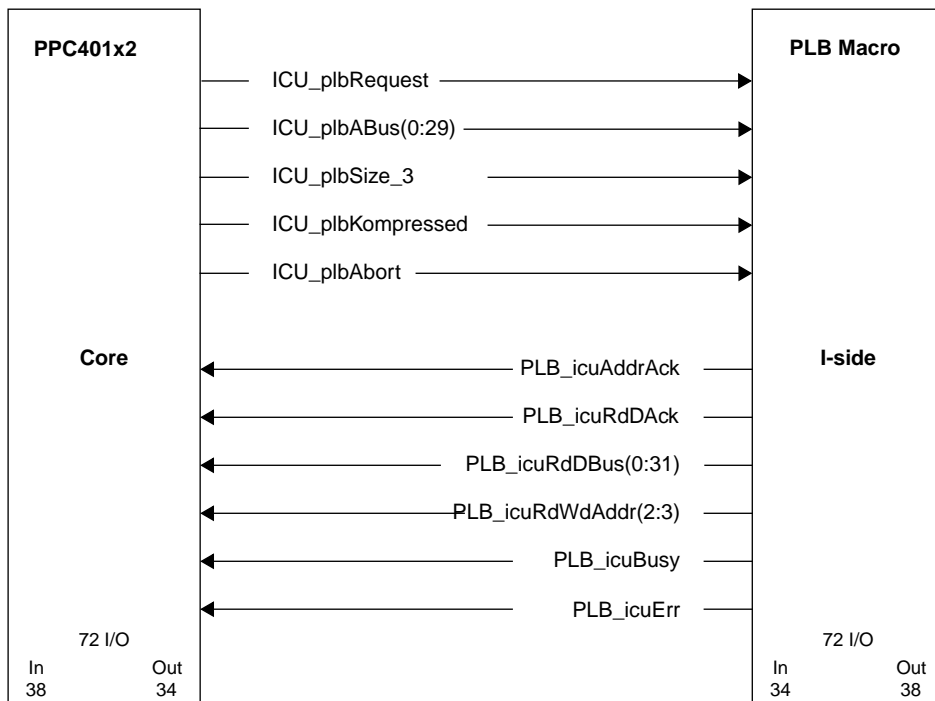 PPC401x2
PLB Macro
ICU_plbRequest
ICU_plbABus(0:29)
ICU_plbSize_3
ICU_plbKompressed
ICU_plbAbort
Core
I-side
PLB_icuAddrAck
PLB_icuRdDAck
PLB_icuRdDBus(0:31)
PLB_icuRdWdAddr(2:3)
PLB_icuBusy
PLB_icuErr
72 I/O
In Out
38 34
72 I/O
In Out
34 38